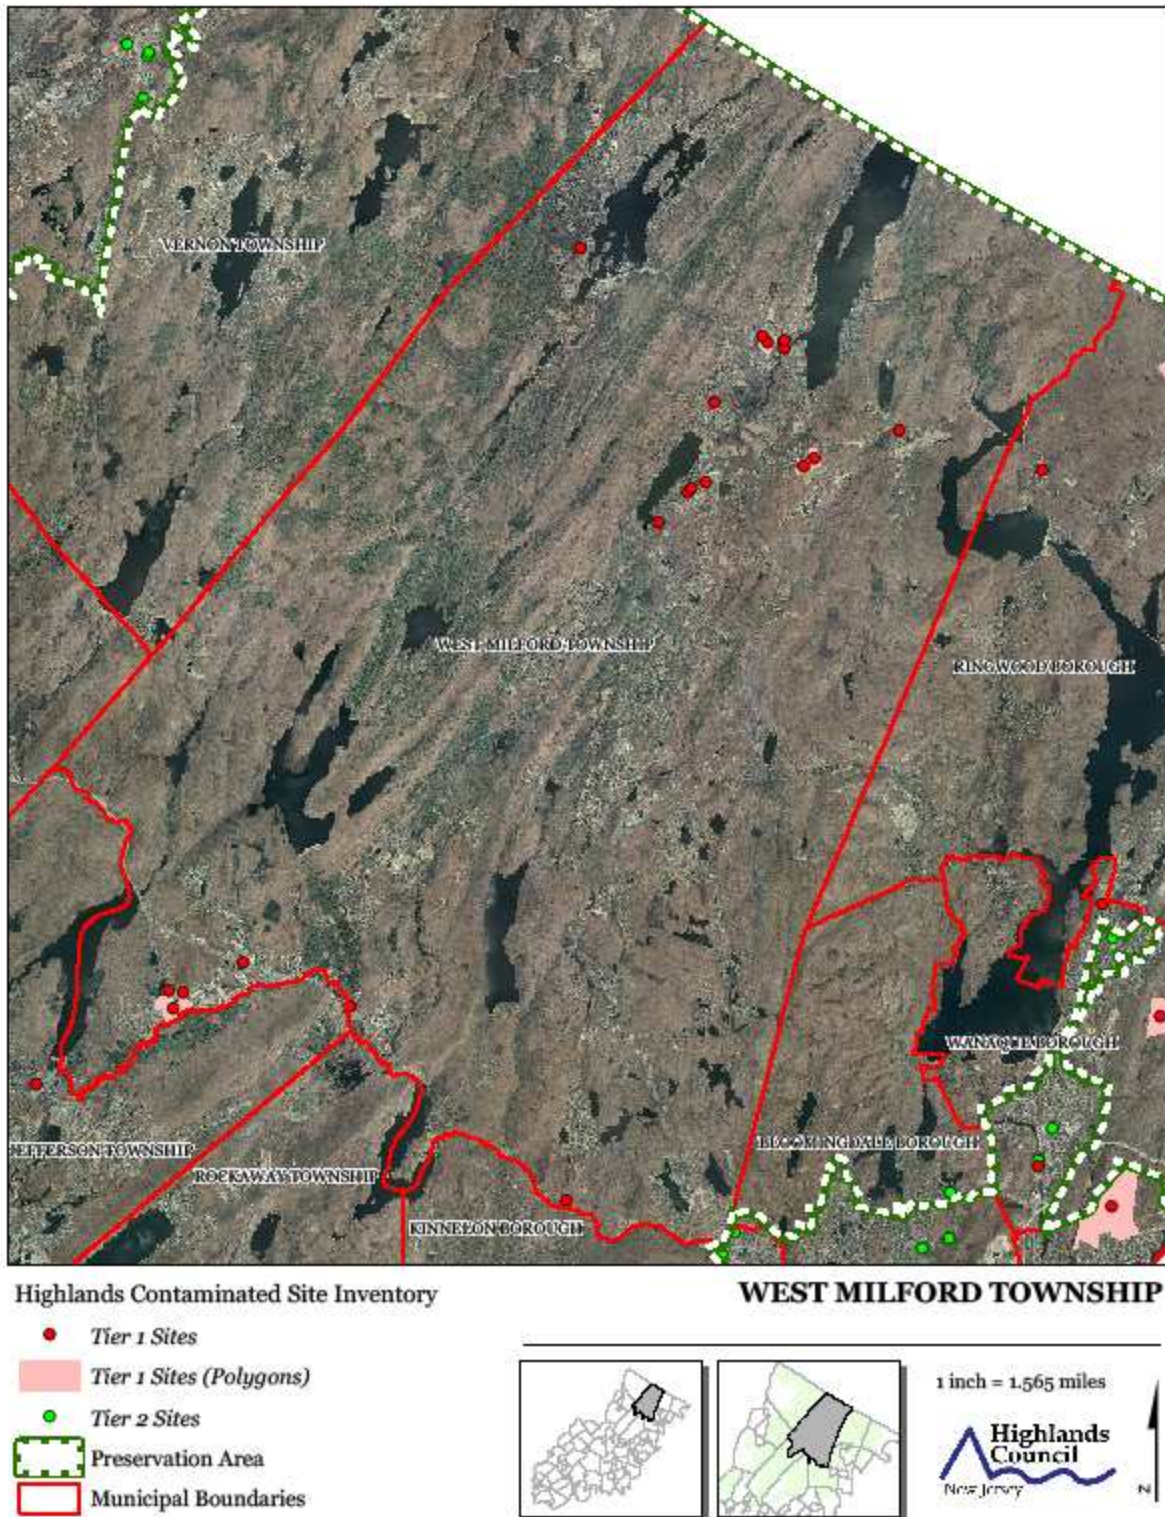 VERNON TOWNSHIP
WEST MILFORD TOWNSHIP
RINGWOOD BOROUGH
WANAQUE BOROUGH
BLOOMINGDALE BOROUGH
JEFFERSON TOWNSHIP
ROCKAWAY TOWNSHIP
KINNELON BOROUGH
Highlands Contaminated Site Inventory
Tier 1 Sites
Tier 1 Sites (Polygons)
Tier 2 Sites
Preservation Area
Municipal Boundaries
WEST MILFORD TOWNSHIP
1 inch = 1.565 miles
Highlands
Council
New Jersey
N